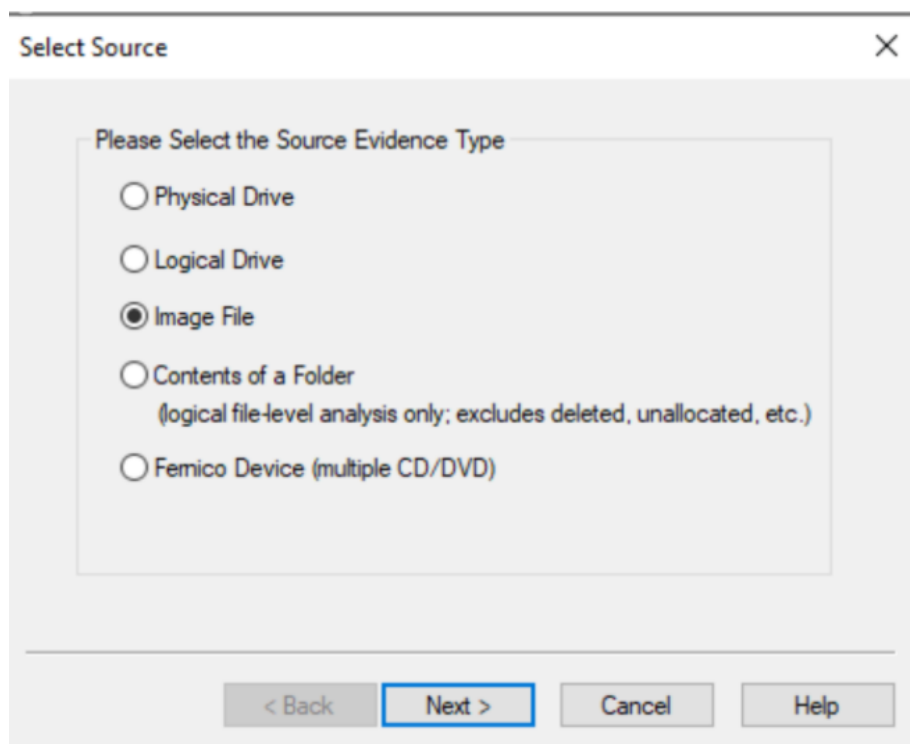 Select Source
Please Select the Source Evidence Type
Physical Drive
Logical Drive
Image File
Contents of a Folder
(logical file-level analysis only; excludes deleted, unallocated, etc.)
Fernico Device (multiple CD/DVD)
< Back Next > Cancel Help